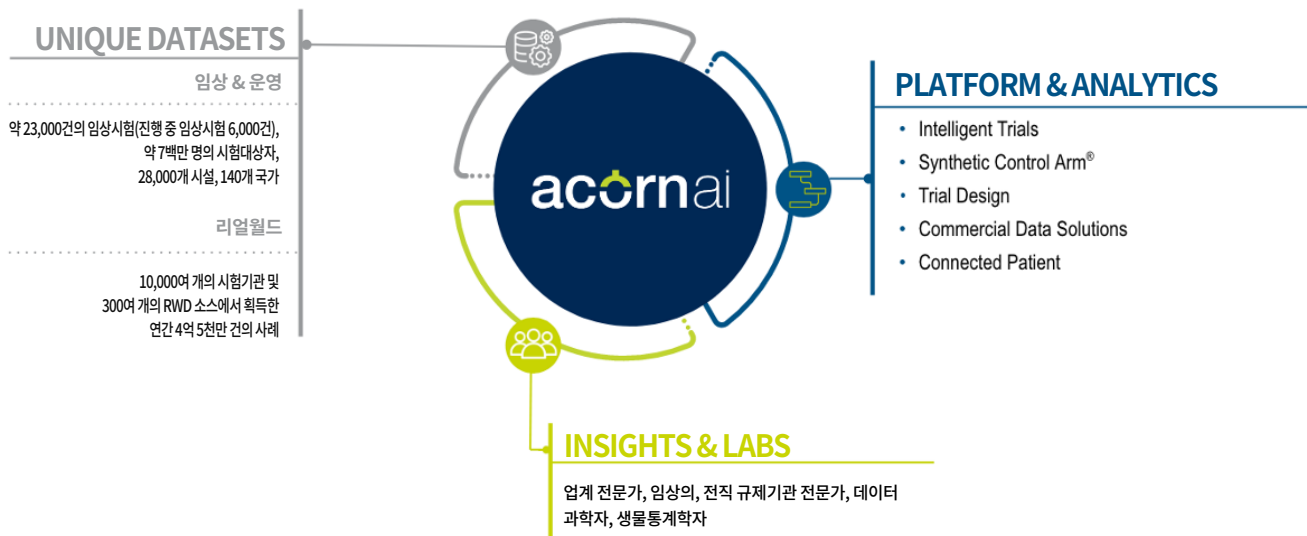 UNIQUE DATASETS
임상 & 운영
약 23,000건의 임상시험(진행 중 임상시험 6,000건),
약 7백만 명의 시험대상자,
28,000개 시설, 140개 국가
리얼월드
10,000여 개의 시험기관 및
300여 개의 RWD 소스에서 획득한
연간 4억 5천만 건의 사례
acornai
PLATFORM & ANALYTICS
• Intelligent Trials
• Synthetic Control Arm®
• Trial Design
• Commercial Data Solutions
• Connected Patient
INSIGHTS & LABS
업계 전문가, 임상의, 전직 규제기관 전문가, 데이터
과학자, 생물통계학자